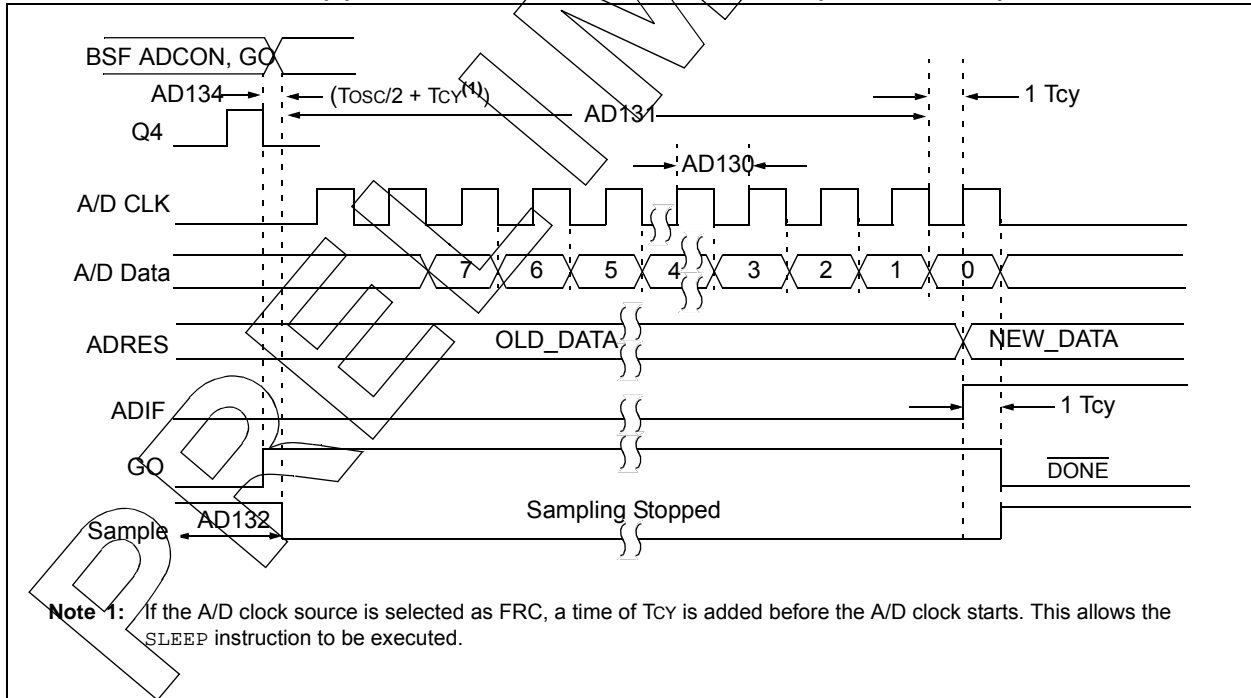 BSF ADCON, GO
AD134
(TOSC/2 + TCY(1))
AD131
1 Tcy
Q4
AD130
A/D CLK
A/D Data
7 6 5 4 3 2 1 0
ADRES
OLD_DATA
NEW_DATA
ADIF
1 Tcy
GO
DONE
Sample
AD132
Sampling Stopped
Note 1: If the A/D clock source is selected as FRC, a time of TCY is added before the A/D clock starts. This allows the
SLEEP instruction to be executed.
PRELIM